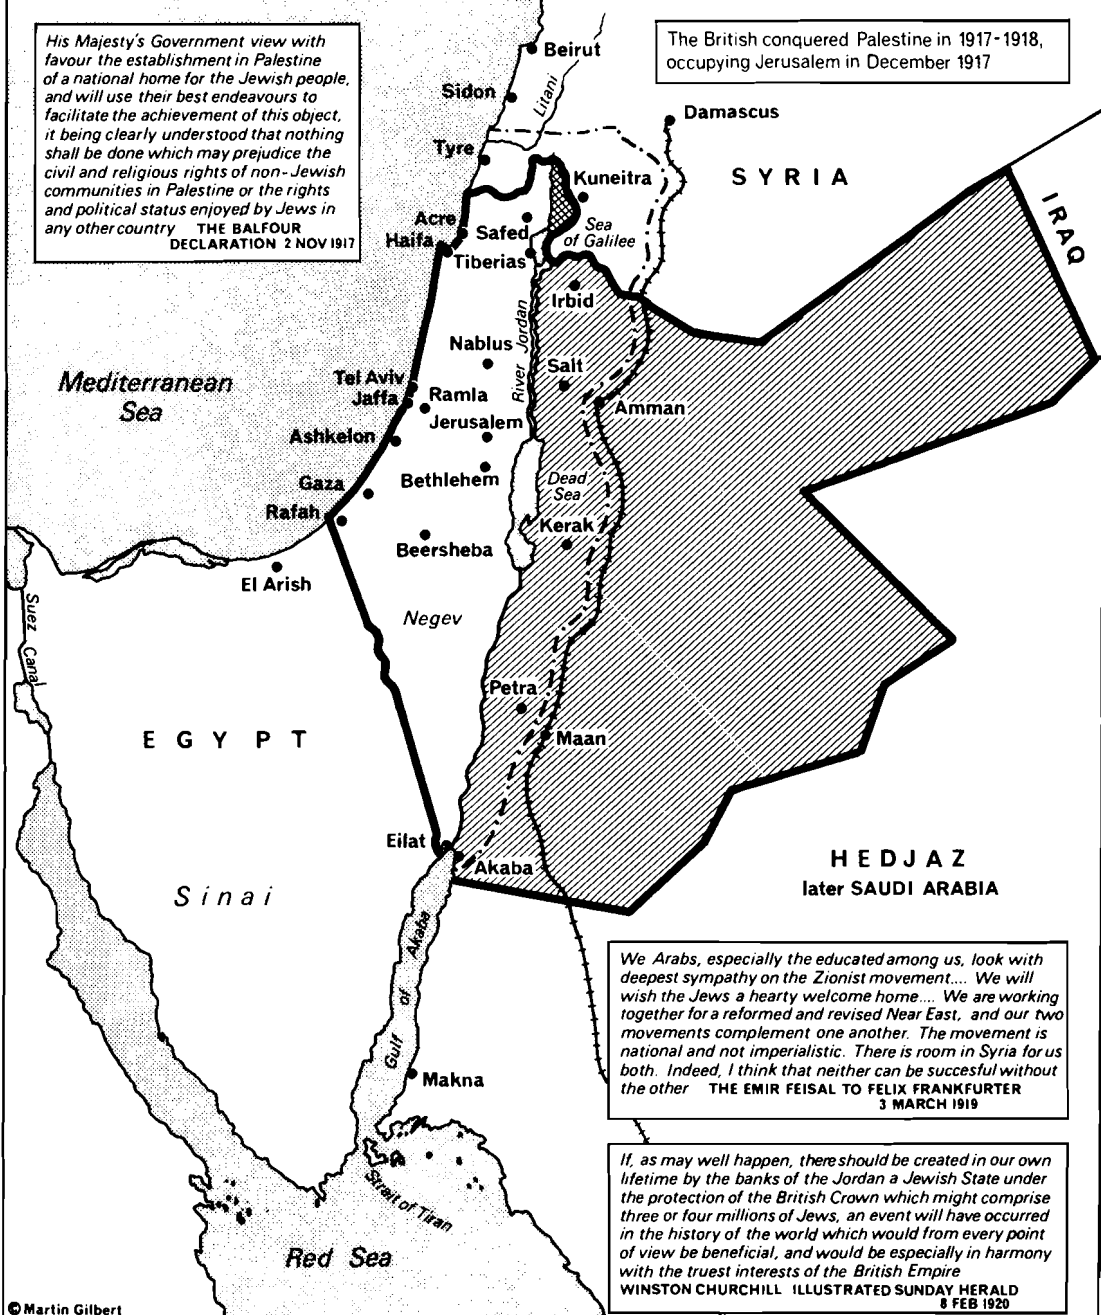 His Majesty's Government view with
favour the establishment in Palestine
of a national home for the Jewish people,
and will use their best endeavours to
facilitate the achievement of this object,
it being clearly understood that nothing
shall be done which may prejudice the
civil and religious rights of non-Jewish
communities in Palestine or the rights
and political status enjoyed by Jews in
any other country THE BALFOUR
DECLARATION 2 NOV 1917
The British conquered Palestine in 1917-1918,
occupying Jerusalem in December 1917
Beirut
Litani
Sidon
Damascus
Tyre
SYRIA
Kuneitra
IRAQ
Acre
Safed
Sea
of Galilee
Haifa
Tiberias
Irbid
River Jordan
Nablus
Salt
Mediterranean
Sea
Tel Aviv
Jaffa
Ramla
Amman
Jerusalem
Ashkelon
Bethlehem
Dead
Sea
Gaza
Rafah
Kerak
Beersheba
El Arish
Suez Canal
Negev
Petra
EGYPT
Maan
Eilat
Akaba
HEDJAZ
later SAUDI ARABIA
Sinai
Gulf of Akaba
We Arabs, especially the educated among us, look with
deepest sympathy on the Zionist movement.... We will
wish the Jews a hearty welcome home.... We are working
together for a reformed and revised Near East, and our two
movements complement one another. The movement is
national and not imperialistic. There is room in Syria for us
both. Indeed, I think that neither can be succesful without
the other THE EMIR FEISAL TO FELIX FRANKFURTER
3 MARCH 1919
Makna
Strait of Tiran
Red Sea
If, as may well happen, there should be created in our own
lifetime by the banks of the Jordan a Jewish State under
the protection of the British Crown which might comprise
three or four millions of Jews, an event will have occurred
in the history of the world which would from every point
of view be beneficial, and would be especially in harmony
with the truest interests of the British Empire
WINSTON CHURCHILL ILLUSTRATED SUNDAY HERALD
8 FEB 1920
© Martin Gilbert